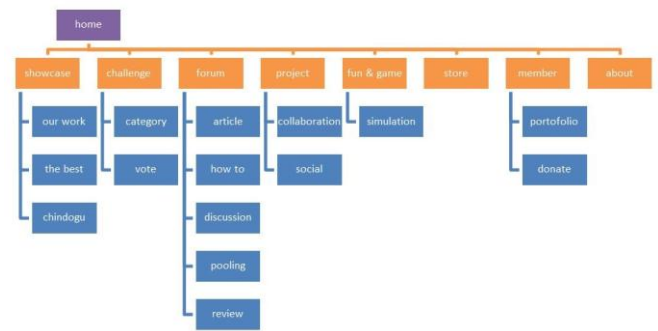 home
showcase
challenge
forum
project
fun & game
store
member
about
our work
category
article
collaboration
simulation
portofolio
the best
vote
how to
social
donate
chindogu
discussion
pooling
review